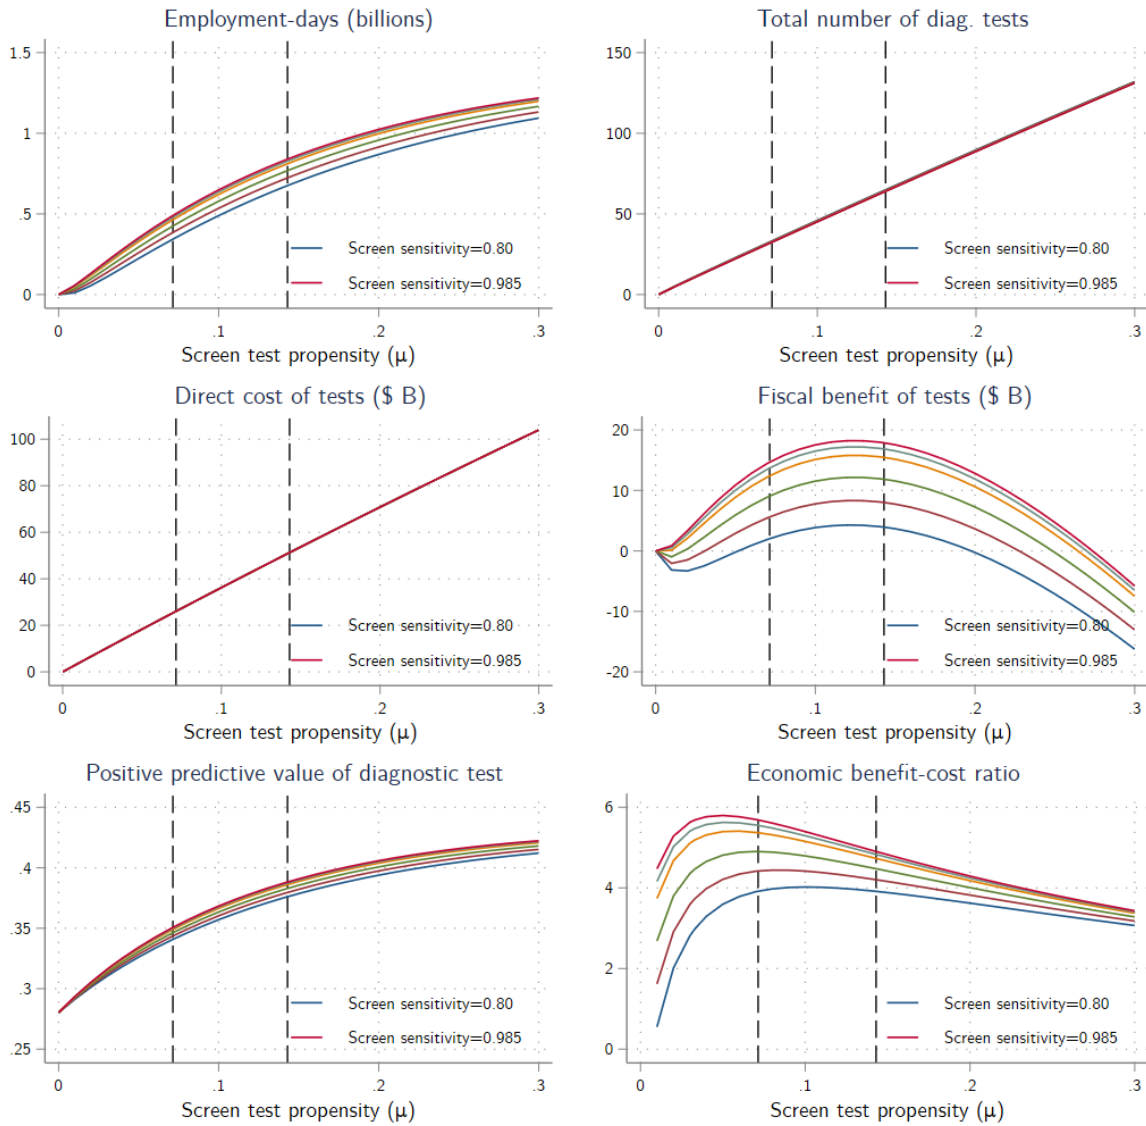 Employment-days (billions)
1.5
1
.5
0
Screen sensitivity=0.80
Screen sensitivity=0.985
0 .1 .2 .3
Screen test propensity (μ)
Total number of diag. tests
150
100
50
0
Screen sensitivity=0.80
Screen sensitivity=0.985
0 .1 .2 .3
Screen test propensity (μ)
Direct cost of tests ($ B)
100
80
60
40
20
0
Screen sensitivity=0.80
Screen sensitivity=0.985
0 .1 .2 .3
Screen test propensity (μ)
Fiscal benefit of tests ($ B)
20
10
0
-10
-20
Screen sensitivity=0.80
Screen sensitivity=0.985
0 .1 .2 .3
Screen test propensity (μ)
Positive predictive value of diagnostic test
.45
.4
.35
.3
.25
Screen sensitivity=0.80
Screen sensitivity=0.985
0 .1 .2 .3
Screen test propensity (μ)
Economic benefit-cost ratio
6
4
2
0
Screen sensitivity=0.80
Screen sensitivity=0.985
0 .1 .2 .3
Screen test propensity (μ)